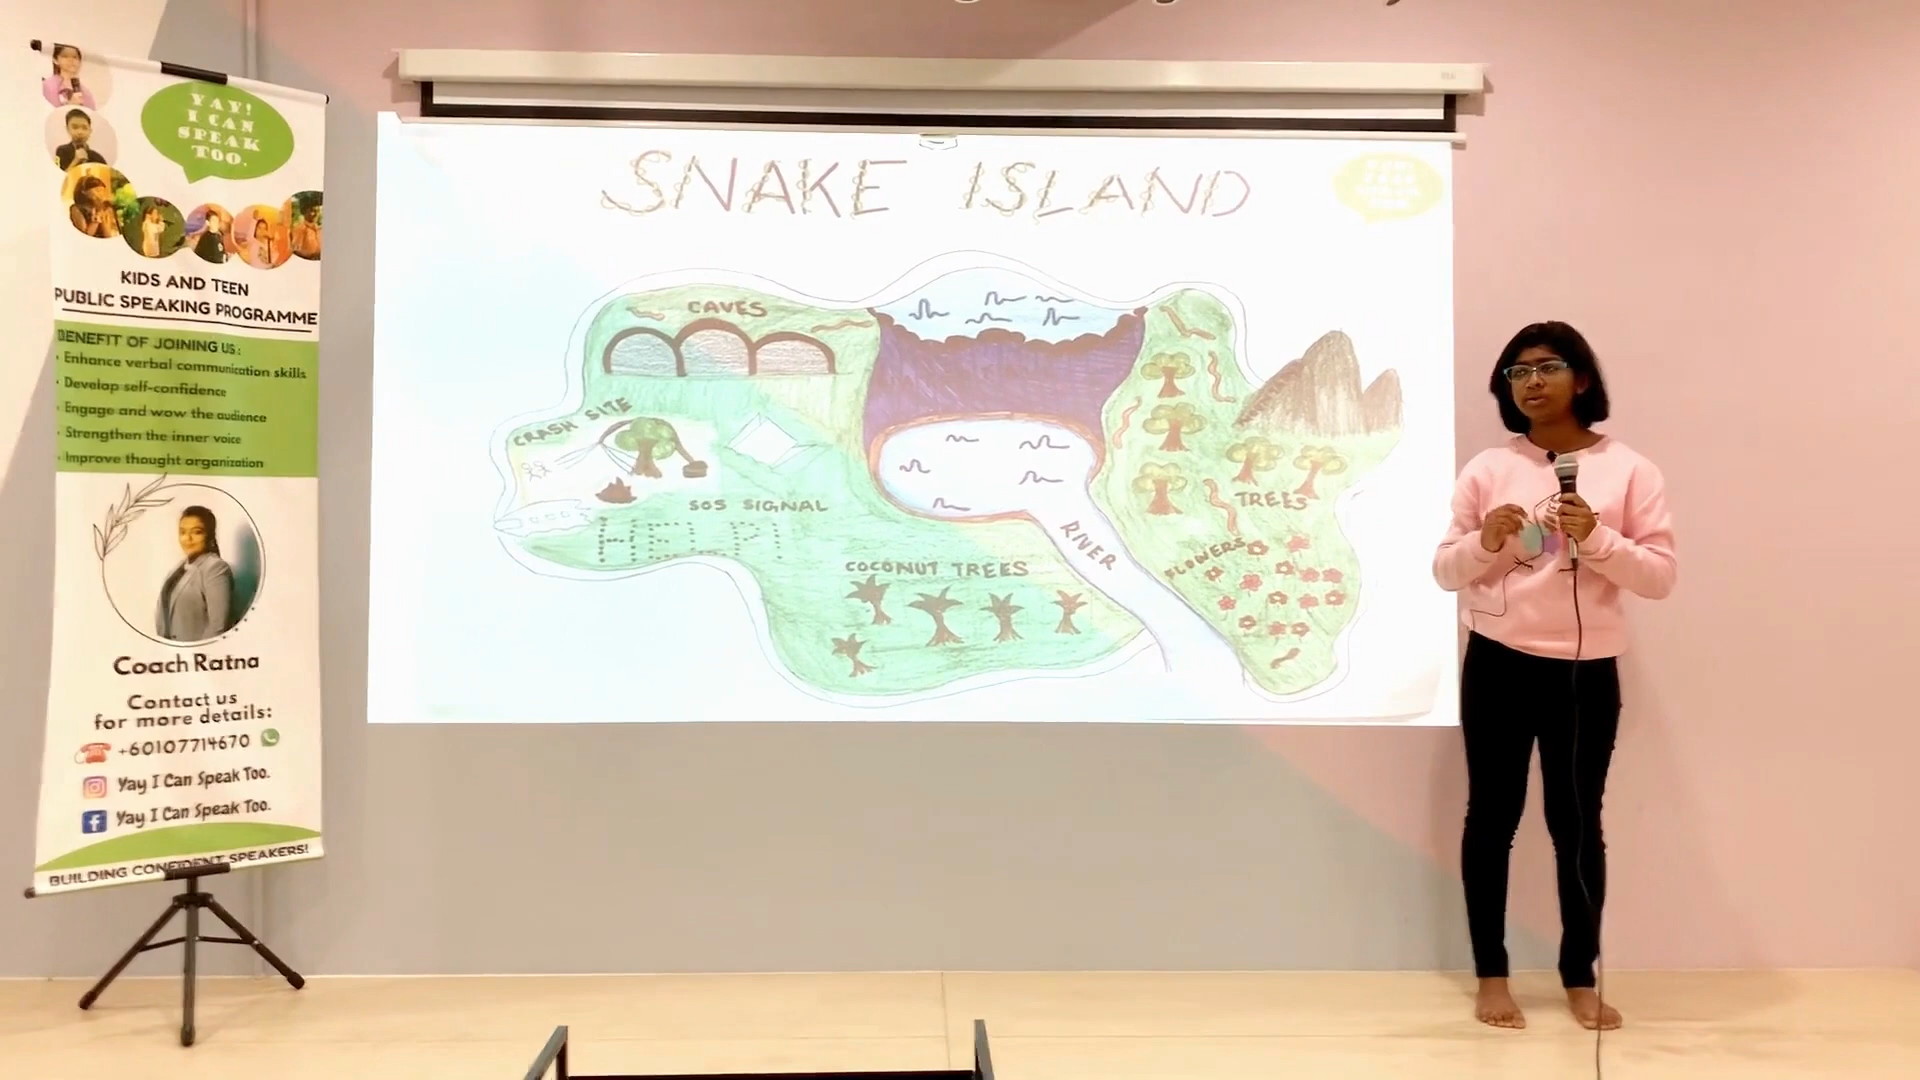 YAY!
I CAN
SPEAK
TOO.
KIDS AND TEEN
PUBLIC SPEAKING PROGRAMME
BENEFIT OF JOINING US:
• Enhance verbal communication skills
• Develop self-confidence
• Engage and wow the audience
• Strengthen the inner voice
• Improve thought organization
Coach Ratna
Contact us
for more details:
+60107714670
Yay I Can Speak Too.
Yay I Can Speak Too.
BUILDING CONFIDENT SPEAKERS!
SNAKE ISLAND
CAVES
CRASH SITE
SOS SIGNAL
HELP!
COCONUT TREES
RIVER
TREES
FLOWERS